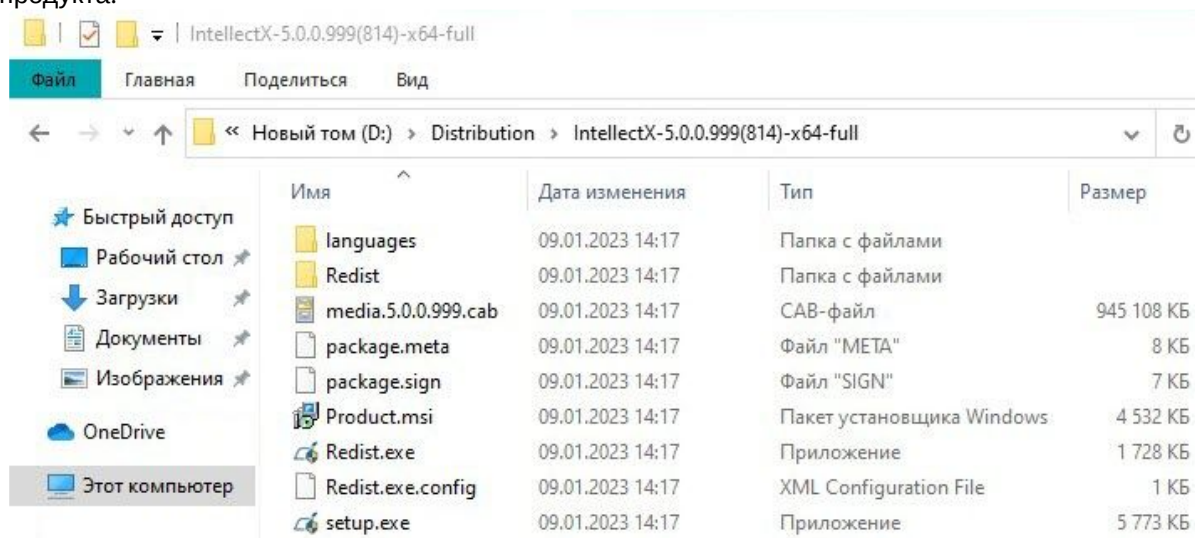 продукта.
IntellectX-5.0.0.999(814)-x64-full
Файл Главная Поделиться Вид
« Новый том (D:) › Distribution › IntellectX-5.0.0.999(814)-x64-full
Имя Дата изменения Тип Размер
Быстрый доступ
Рабочий стол
Загрузки
Документы
Изображения
OneDrive
Этот компьютер
languages 09.01.2023 14:17 Папка с файлами
Redist 09.01.2023 14:17 Папка с файлами
media.5.0.0.999.cab 09.01.2023 14:17 CAB-файл 945 108 КБ
package.meta 09.01.2023 14:17 Файл "META" 8 КБ
package.sign 09.01.2023 14:17 Файл "SIGN" 7 КБ
Product.msi 09.01.2023 14:17 Пакет установщика Windows 4 532 КБ
Redist.exe 09.01.2023 14:17 Приложение 1 728 КБ
Redist.exe.config 09.01.2023 14:17 XML Configuration File 1 КБ
setup.exe 09.01.2023 14:17 Приложение 5 773 КБ